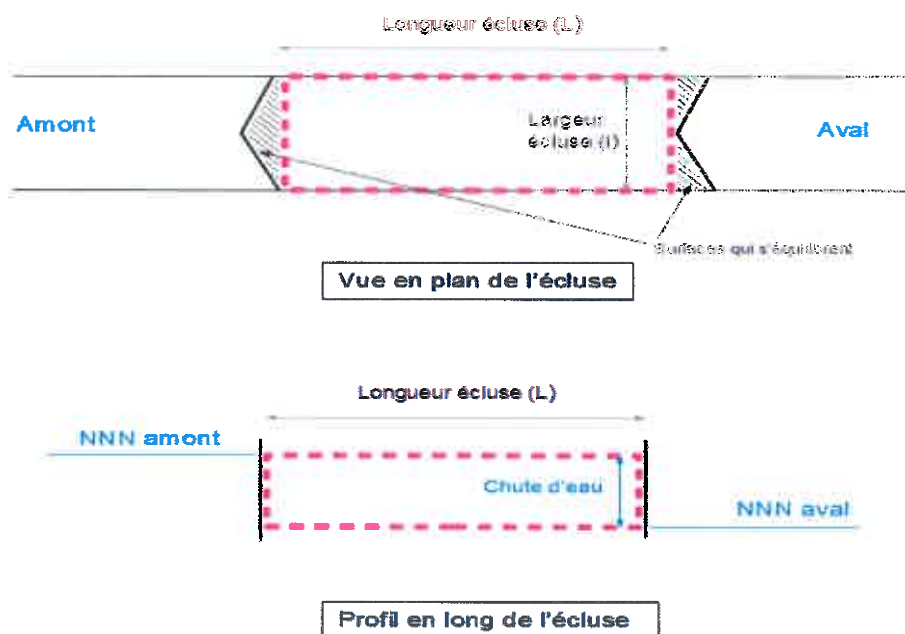 Longueur écluse (L)
Amont
Largeur
écluse (l)
Aval
Surfaces qui s'équilibrent
Vue en plan de l'écluse
Longueur écluse (L)
NNN amont
Chute d'eau
NNN aval
Profil en long de l'écluse